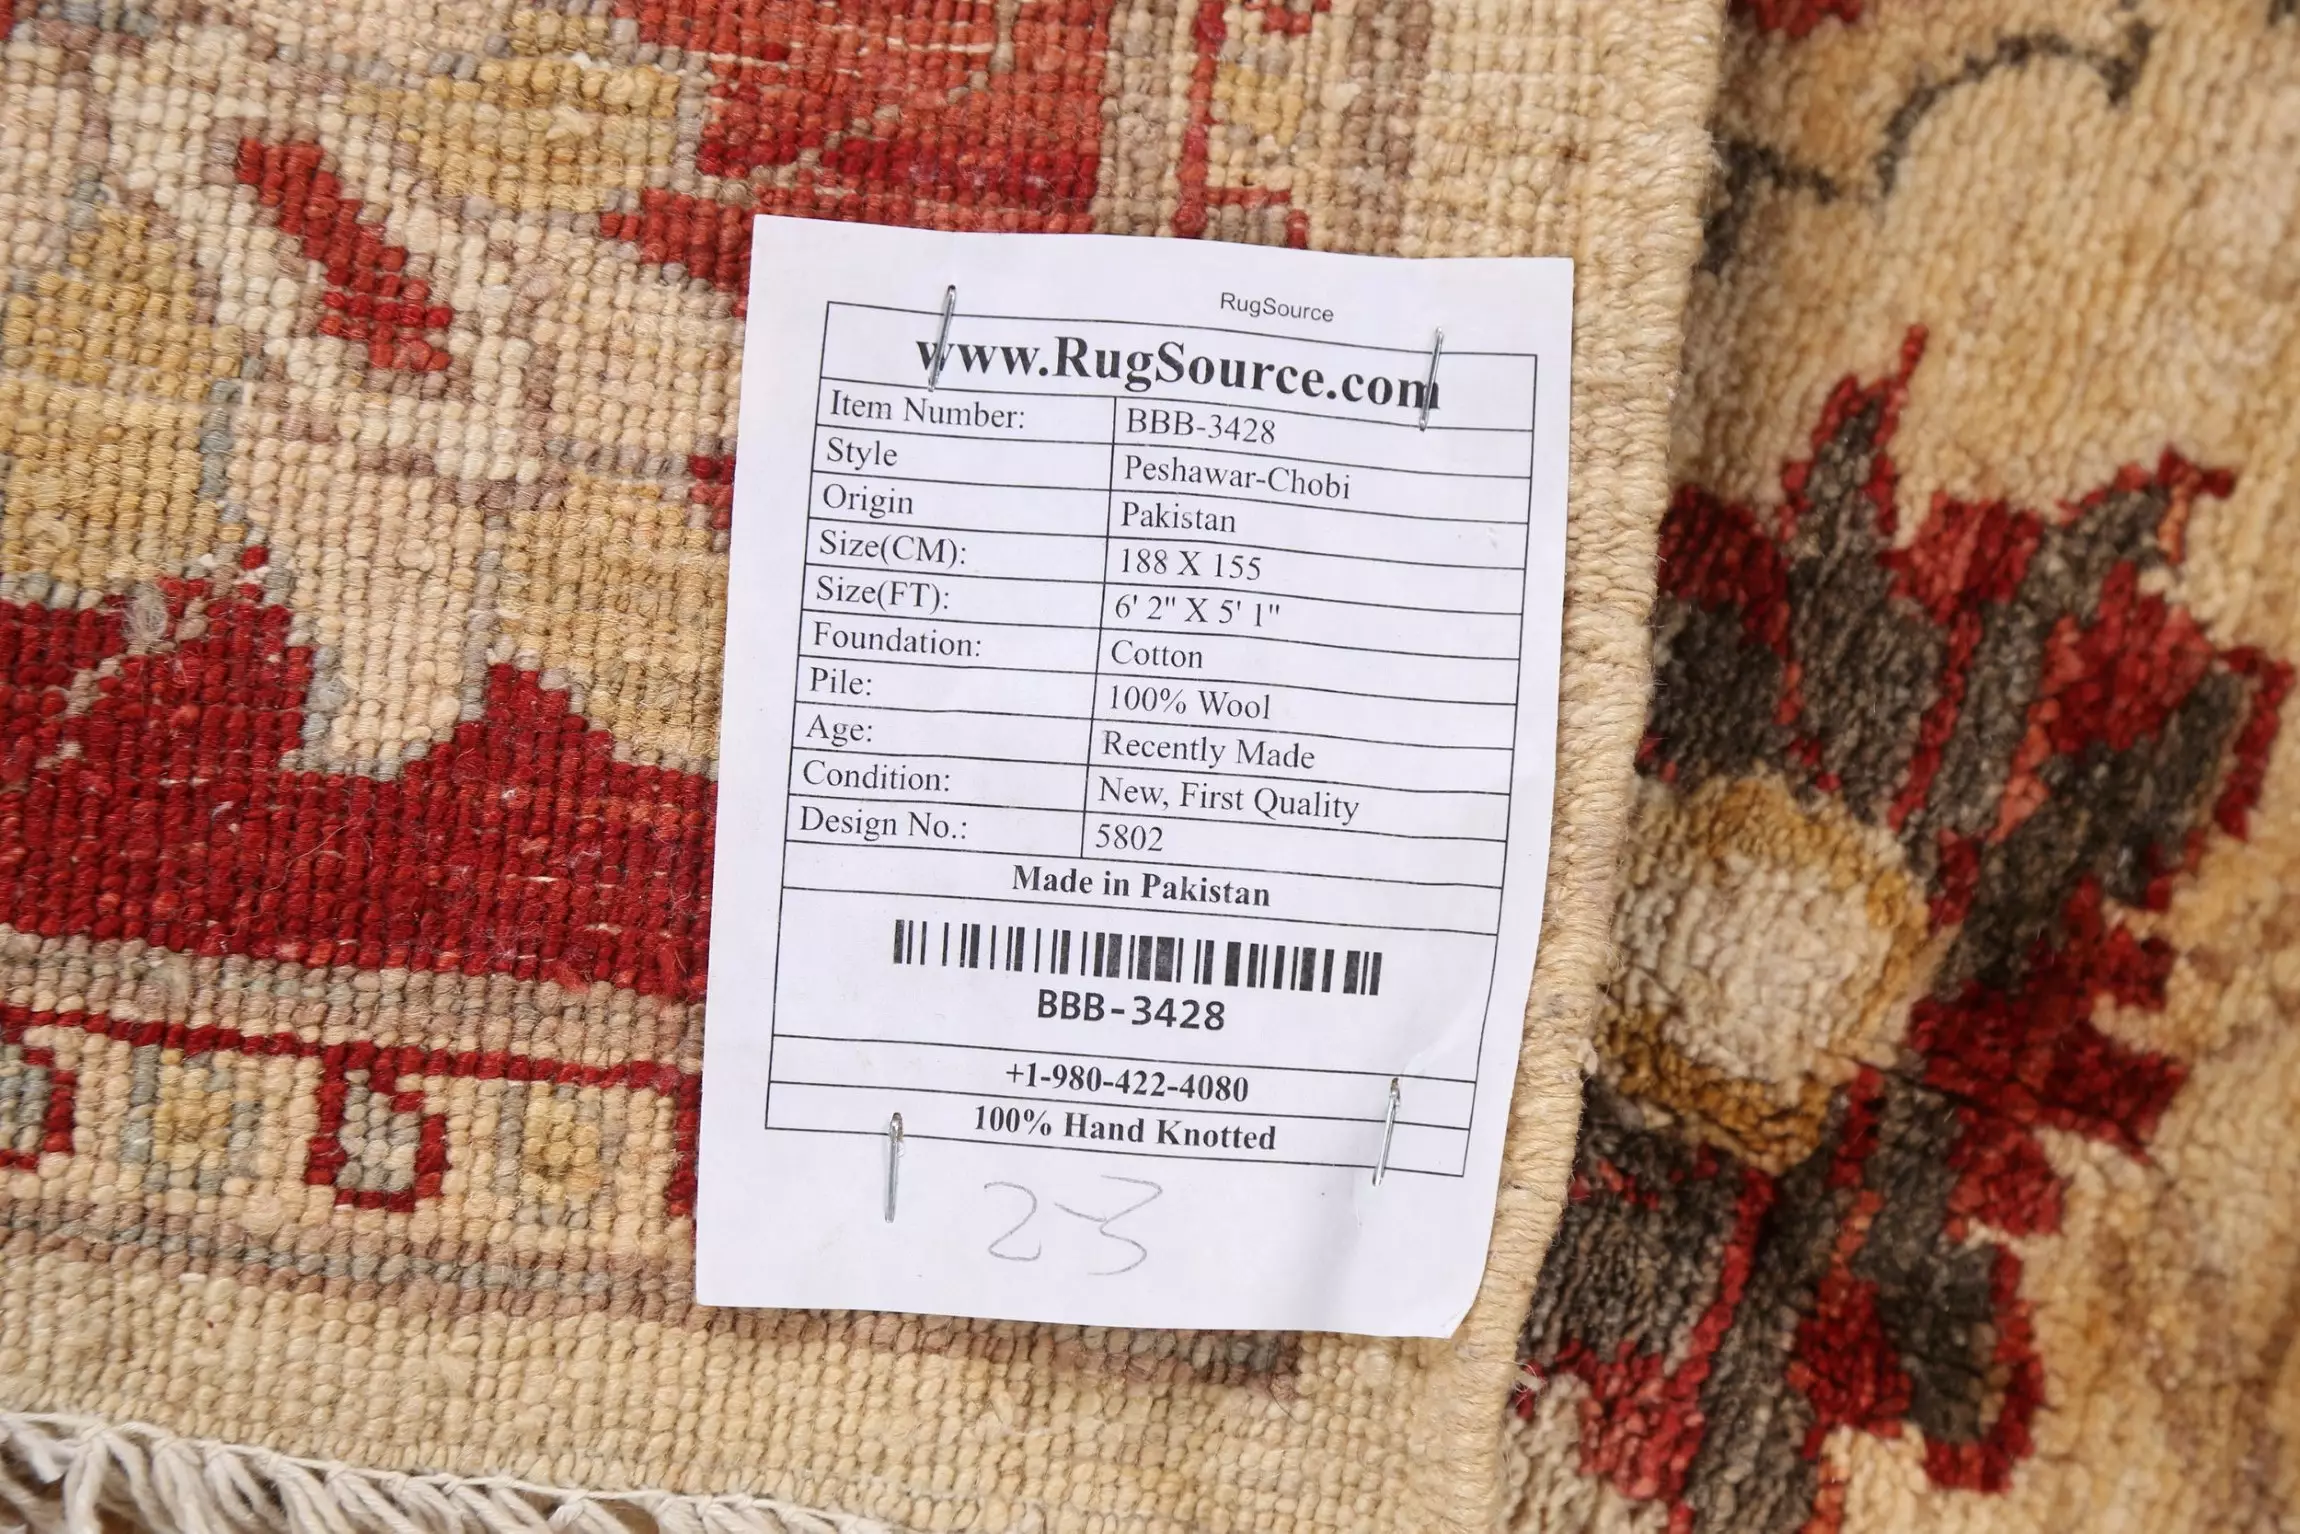 RugSource
www.RugSource.com
Item Number: BBB-3428
Style Peshawar-Chobi
Origin Pakistan
Size(CM): 188 X 155
Size(FT): 6' 2" X 5' 1"
Foundation: Cotton
Pile: 100% Wool
Age: Recently Made
Condition: New, First Quality
Design No.: 5802
Made in Pakistan
BBB-3428
+1-980-422-4080
100% Hand Knotted
2-3